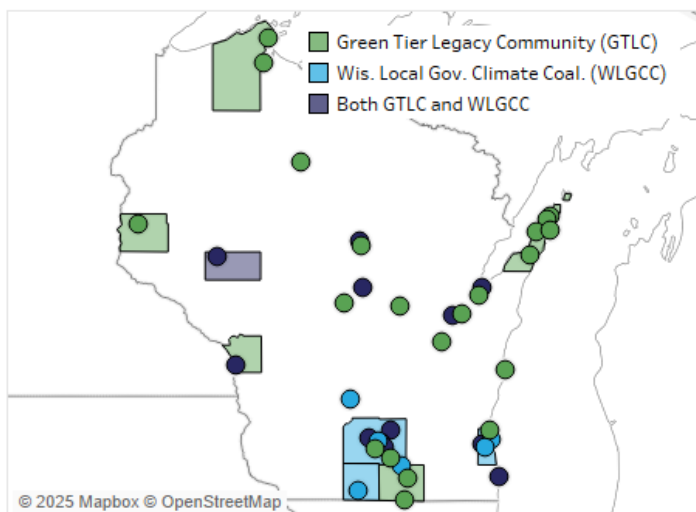 Green Tier Legacy Community (GTLC)
Wis. Local Gov. Climate Coal. (WLGCC)
Both GTLC and WLGCC
© 2025 Mapbox © OpenStreetMap